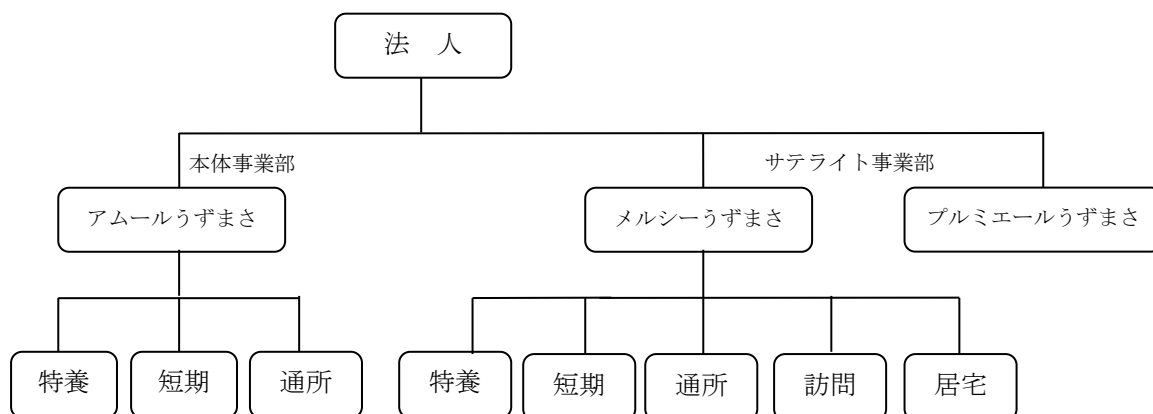 法　人
本体事業部
サテライト事業部
アムールうずまさ
メルシーうずまさ
プルミエールうずまさ
特養
短期
通所
特養
短期
通所
訪問
居宅